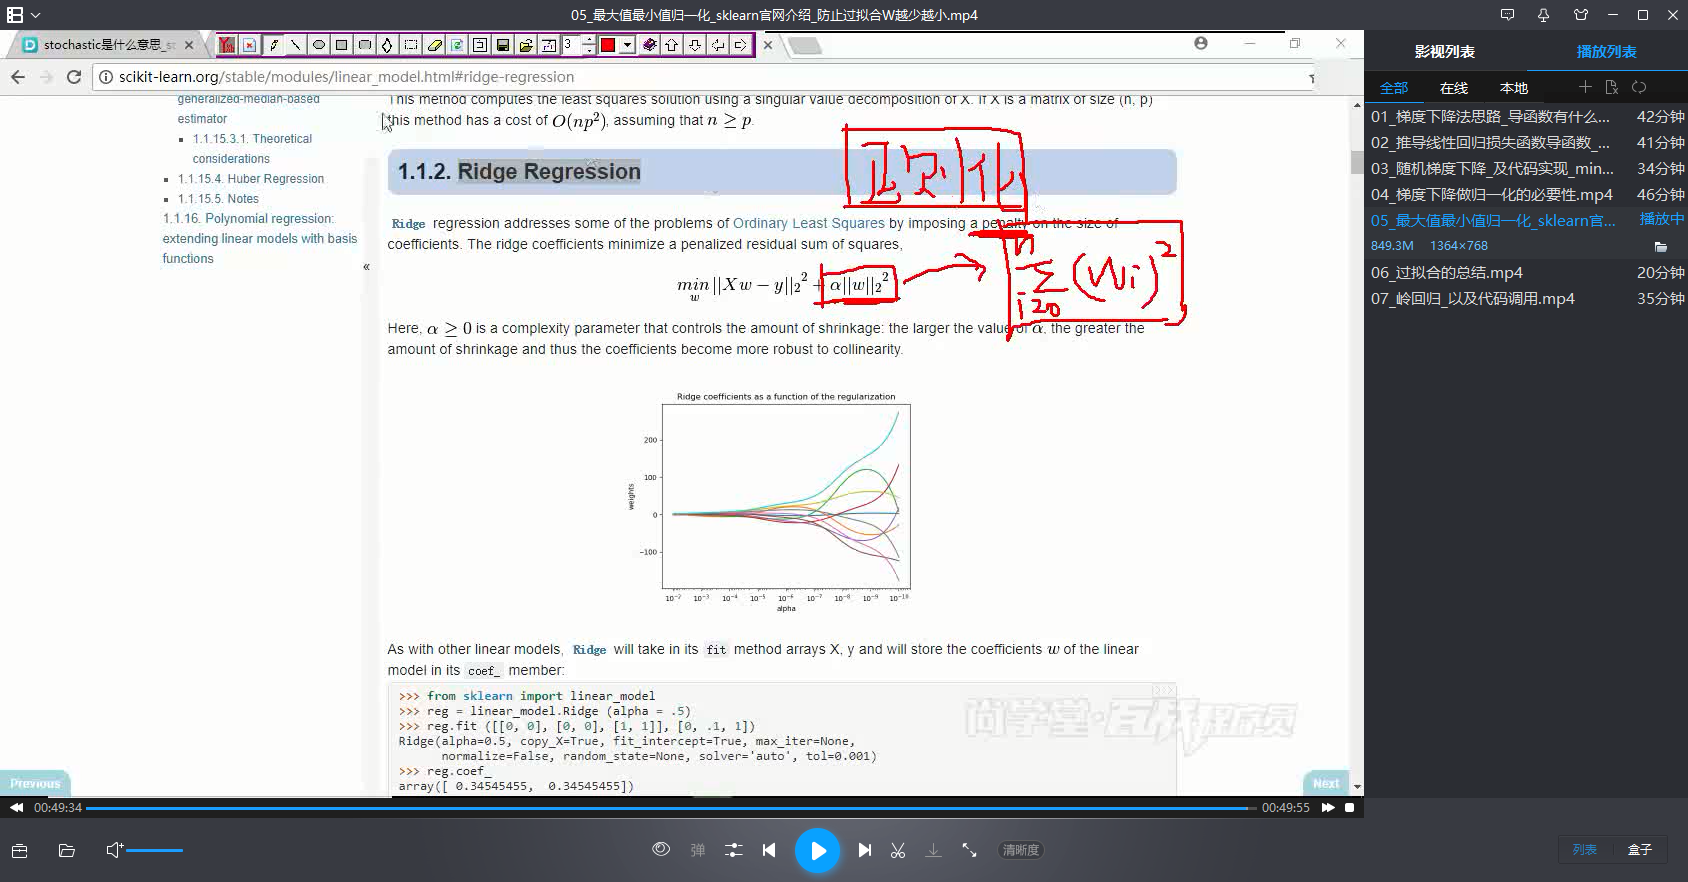 05_最大值最小值归一化_sklearn官网介绍_防止过拟合W越少越小.mp4
stochastic是什么意思_st
3
scikit-learn.org/stable/modules/linear_model.html#ridge-regression
generalized-median-based
estimator
1.1.15.3.1. Theoretical
considerations
1.1.15.4. Huber Regression
1.1.15.5. Notes
1.1.16. Polynomial regression:
extending linear models with basis
functions
«
This method computes the least squares solution using a singular value decomposition of X. If X is a matrix of size (n, p)
this method has a cost of O(np²), assuming that n ≥ p.
1.1.2. Ridge Regression
正则化
Ridge regression addresses some of the problems of Ordinary Least Squares by imposing a penalty on the size of
coefficients. The ridge coefficients minimize a penalized residual sum of squares,
min_w ||Xw − y||₂² + α||w||₂²
n Σ i=0 (Wi)²
Here, α ≥ 0 is a complexity parameter that controls the amount of shrinkage: the larger the value of α, the greater the
amount of shrinkage and thus the coefficients become more robust to collinearity.
Ridge coefficients as a function of the regularization
weights
200
100
0
−100
10⁻² 10⁻³ 10⁻⁴ 10⁻⁵ 10⁻⁶ 10⁻⁷ 10⁻⁸ 10⁻⁹ 10⁻¹⁰
alpha
As with other linear models, Ridge will take in its fit method arrays X, y and will store the coefficients w of the linear
model in its coef_ member:
>>>
>>> from sklearn import linear_model
>>> reg = linear_model.Ridge (alpha = .5)
>>> reg.fit ([[0, 0], [0, 0], [1, 1]], [0, .1, 1])
Ridge(alpha=0.5, copy_X=True, fit_intercept=True, max_iter=None,
normalize=False, random_state=None, solver='auto', tol=0.001)
>>> reg.coef_
array([ 0.34545455, 0.34545455])
尚学堂·百战程序员
Previous
Next
00:49:34
00:49:55
弹
清晰度
影视列表 播放列表
全部 在线 本地
01_梯度下降法思路_导函数有什么... 42分钟
02_推导线性回归损失函数导函数_... 41分钟
03_随机梯度下降_及代码实现_min... 34分钟
04_梯度下降做归一化的必要性.mp4 46分钟
05_最大值最小值归一化_sklearn官... 播放中
849.3M 1364×768
06_过拟合的总结.mp4 20分钟
07_岭回归_以及代码调用.mp4 35分钟
列表 盒子